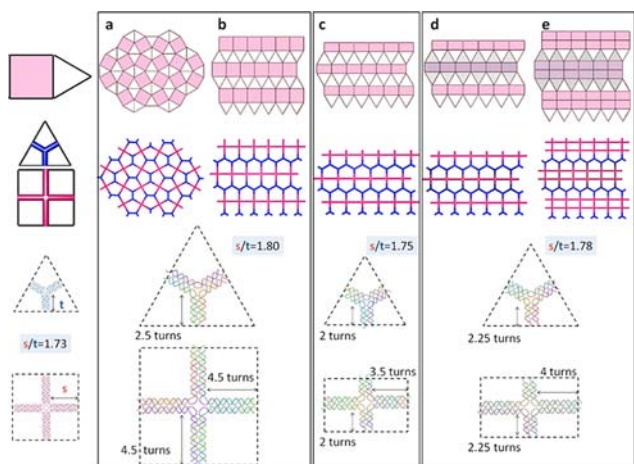 a
b
c
d
e
t
s/t=1.73
s
s/t=1.80
2.5 turns
4.5 turns
4.5 turns
s/t=1.75
2 turns
3.5 turns
2 turns
s/t=1.78
2.25 turns
4 turns
2.25 turns